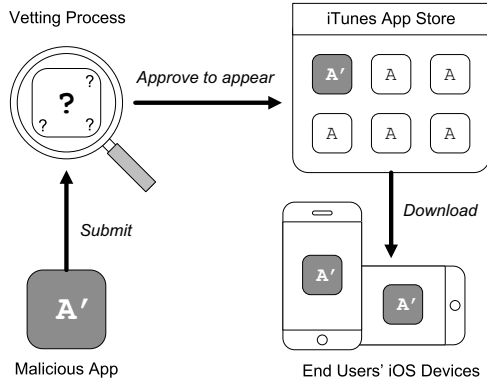 Vetting Process
iTunes App Store
?
?
?
?
Approve to appear
A′ A A
A A A
Submit
Download
A′
A′
A′
Malicious App
End Users’ iOS Devices